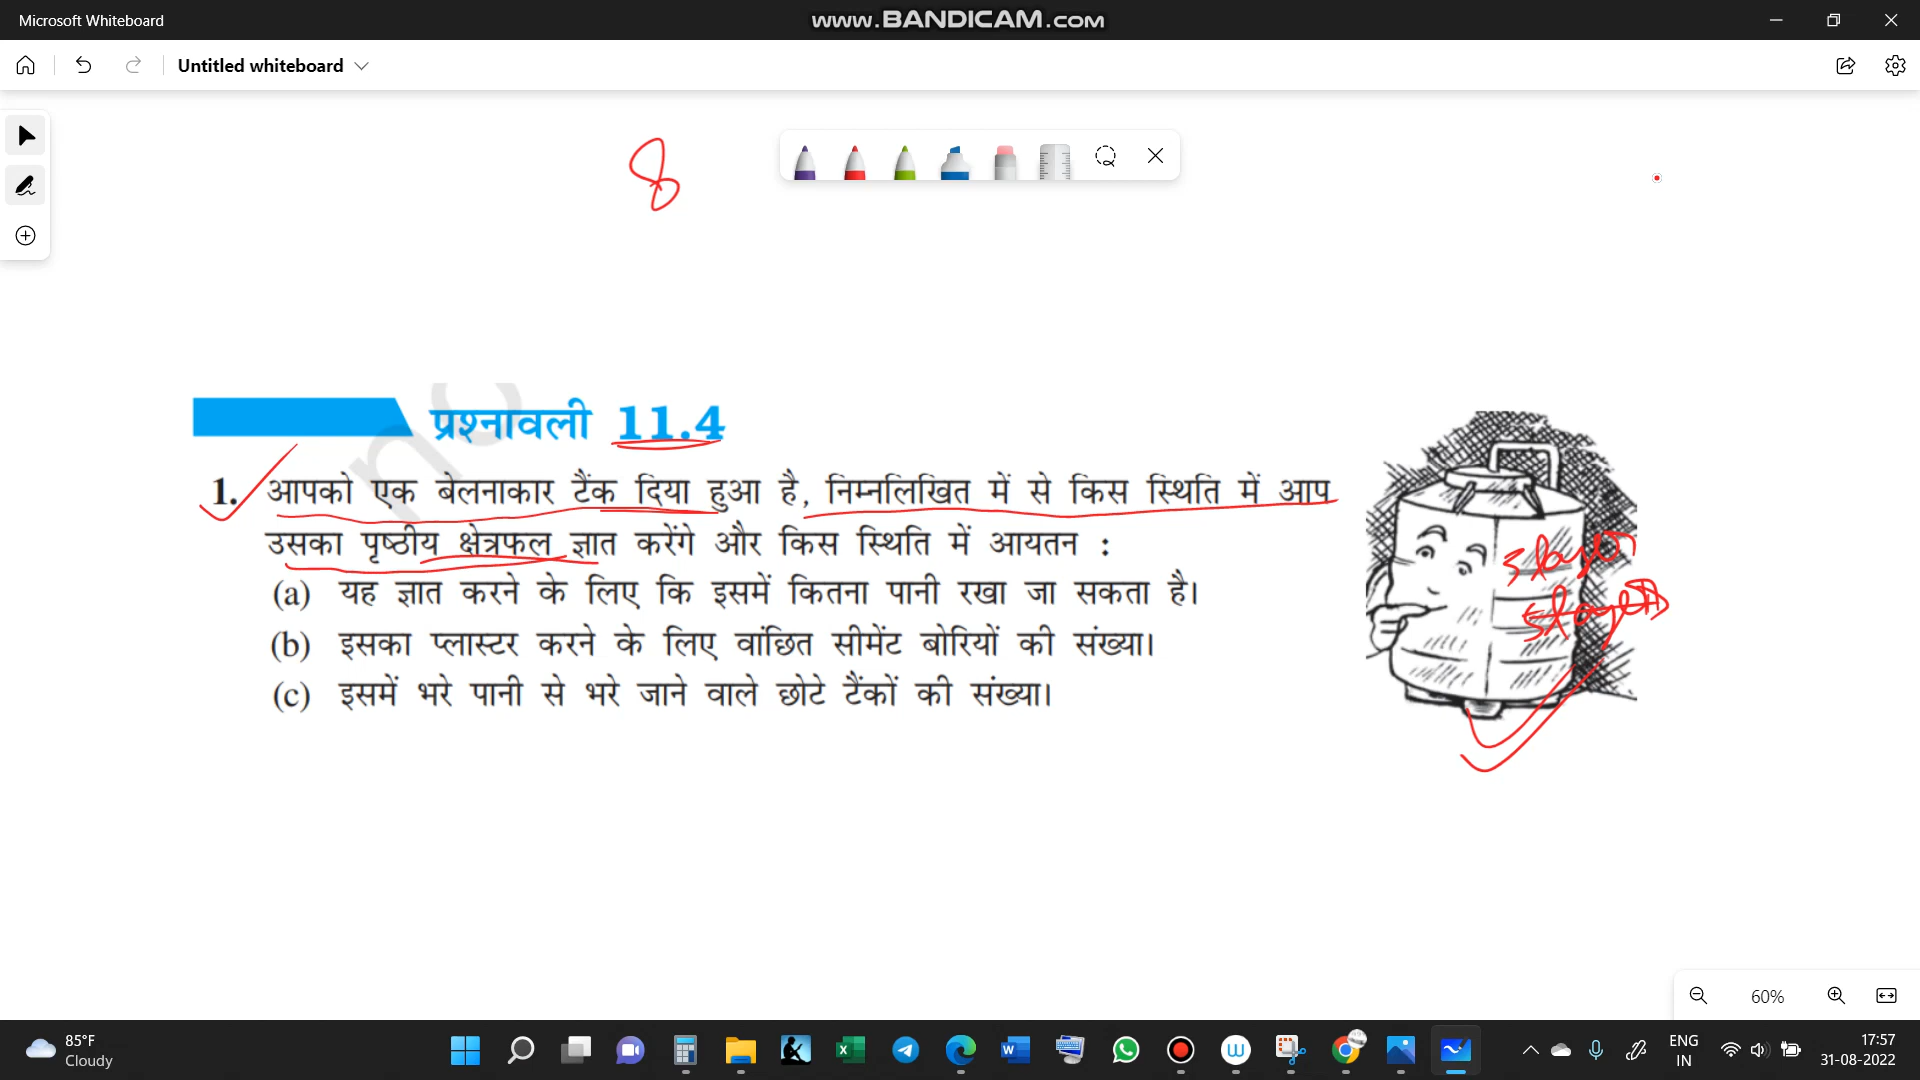 Microsoft Whiteboard
www.BANDICAM.com
Untitled whiteboard
8
प्रश्नावली 11.4
1. आपको एक बेलनाकार टैंक दिया हुआ है, निम्नलिखित में से किस स्थिति में आप
उसका पृष्ठीय क्षेत्रफल ज्ञात करेंगे और किस स्थिति में आयतन :
(a) यह ज्ञात करने के लिए कि इसमें कितना पानी रखा जा सकता है।
(b) इसका प्लास्टर करने के लिए वांछित सीमेंट बोरियों की संख्या।
(c) इसमें भरे पानी से भरे जाने वाले छोटे टैंकों की संख्या।
60%
85°F
Cloudy
ENG
IN
17:57
31-08-2022